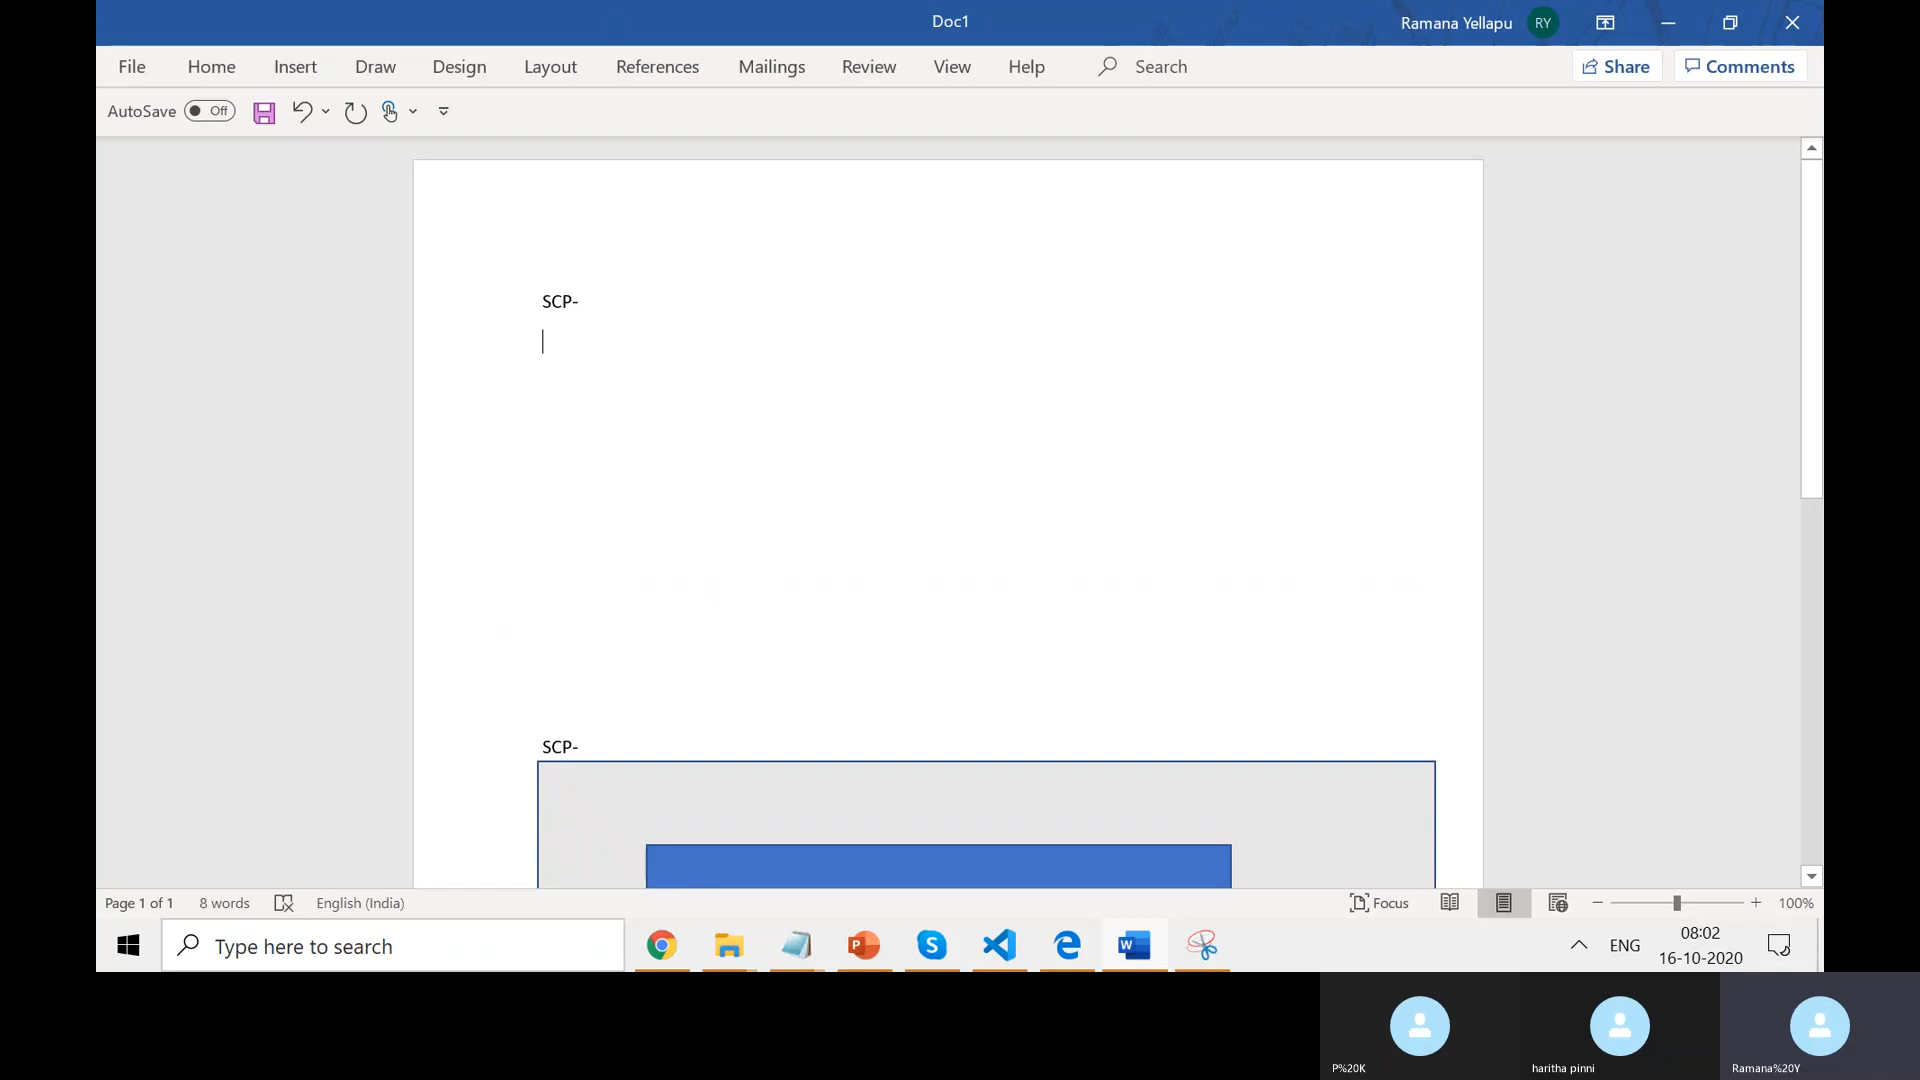 Doc1
Ramana Yellapu RY
File Home Insert Draw Design Layout References Mailings Review View Help Search Share Comments
AutoSave Off
SCP-
SCP-
Page 1 of 1 8 words English (India) Focus 100%
Type here to search
P S W
ENG
08:02
16-10-2020
P%20K haritha pinni Ramana%20Y